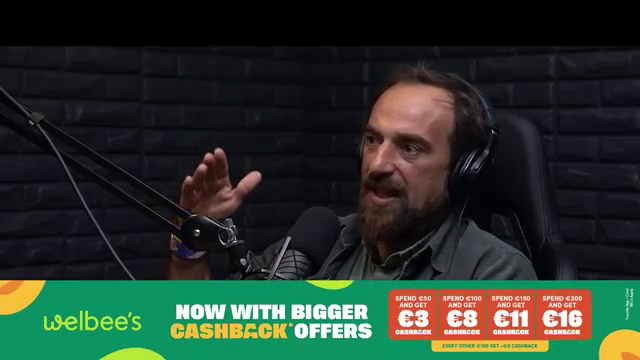 welbee's
NOW WITH BIGGER
CASHBACK* OFFERS
SPEND €50
AND GET
€3
CASHBACK
SPEND €100
AND GET
€8
CASHBACK
SPEND €150
AND GET
€11
CASHBACK
SPEND €200
AND GET
€16
CASHBACK
EVERY OTHER €100 GET +€8 CASHBACK